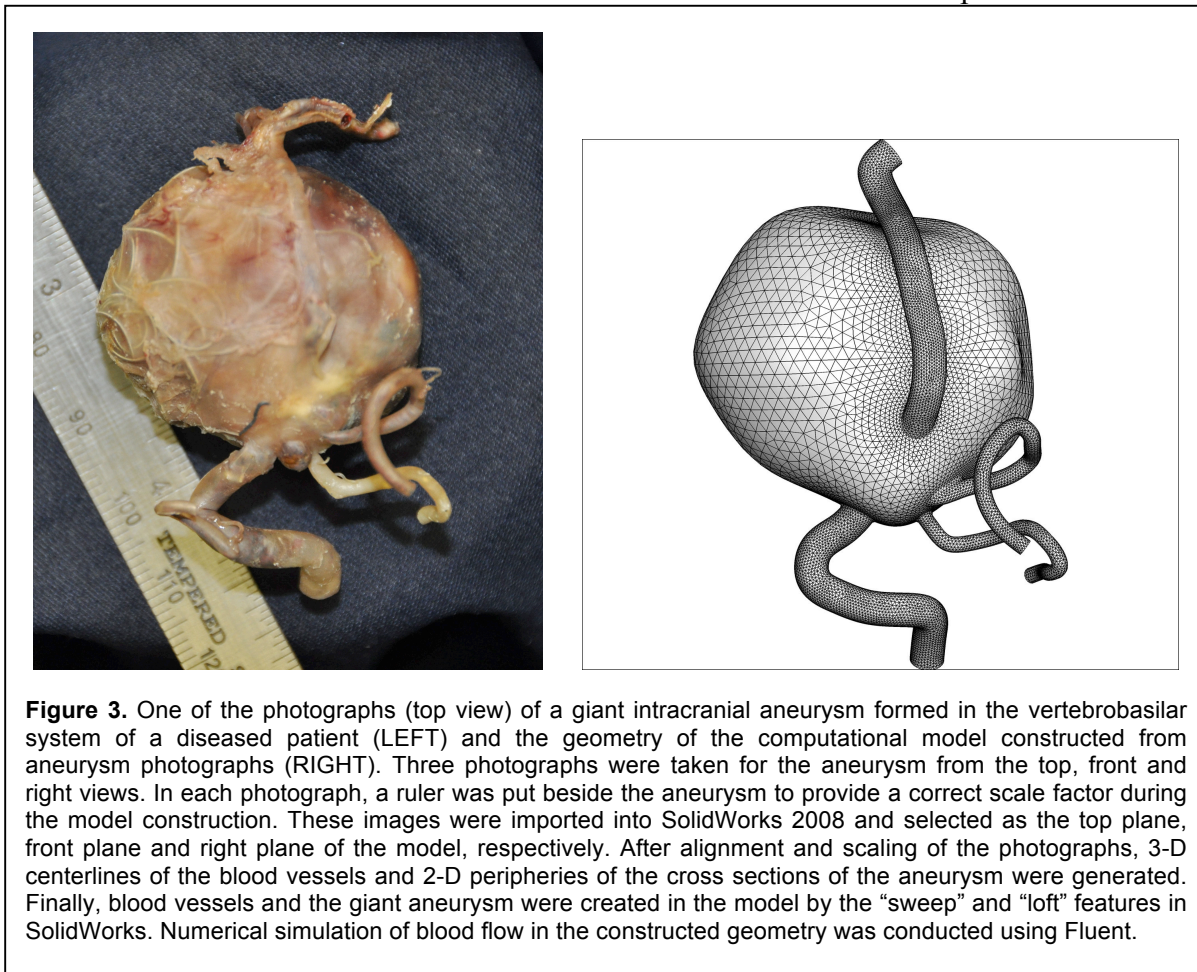 3
80
90
4
100
TEMPERED
110
12
Figure 3. One of the photographs (top view) of a giant intracranial aneurysm formed in the vertebrobasilar
system of a diseased patient (LEFT) and the geometry of the computational model constructed from
aneurysm photographs (RIGHT). Three photographs were taken for the aneurysm from the top, front and
right views. In each photograph, a ruler was put beside the aneurysm to provide a correct scale factor during
the model construction. These images were imported into SolidWorks 2008 and selected as the top plane,
front plane and right plane of the model, respectively. After alignment and scaling of the photographs, 3-D
centerlines of the blood vessels and 2-D peripheries of the cross sections of the aneurysm were generated.
Finally, blood vessels and the giant aneurysm were created in the model by the “sweep” and “loft” features in
SolidWorks. Numerical simulation of blood flow in the constructed geometry was conducted using Fluent.